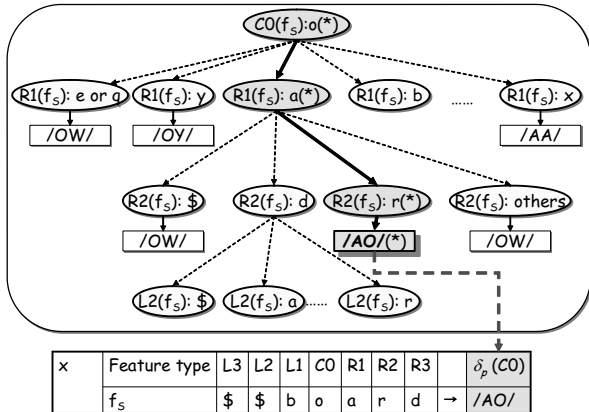 C0(fS):o(*)
R1(fS): e or q R1(fS): y R1(fS): a(*) R1(fS): b ...... R1(fS): x
/OW/ /OY/ /AA/
R2(fS): $ R2(fS): d R2(fS): r(*) R2(fS): others
/OW/ /AO/(*) /OW/
L2(fS): $ L2(fS): a ...... L2(fS): r
x Feature type L3 L2 L1 C0 R1 R2 R3 δp(C0)
fS $ $ b o a r d → /AO/